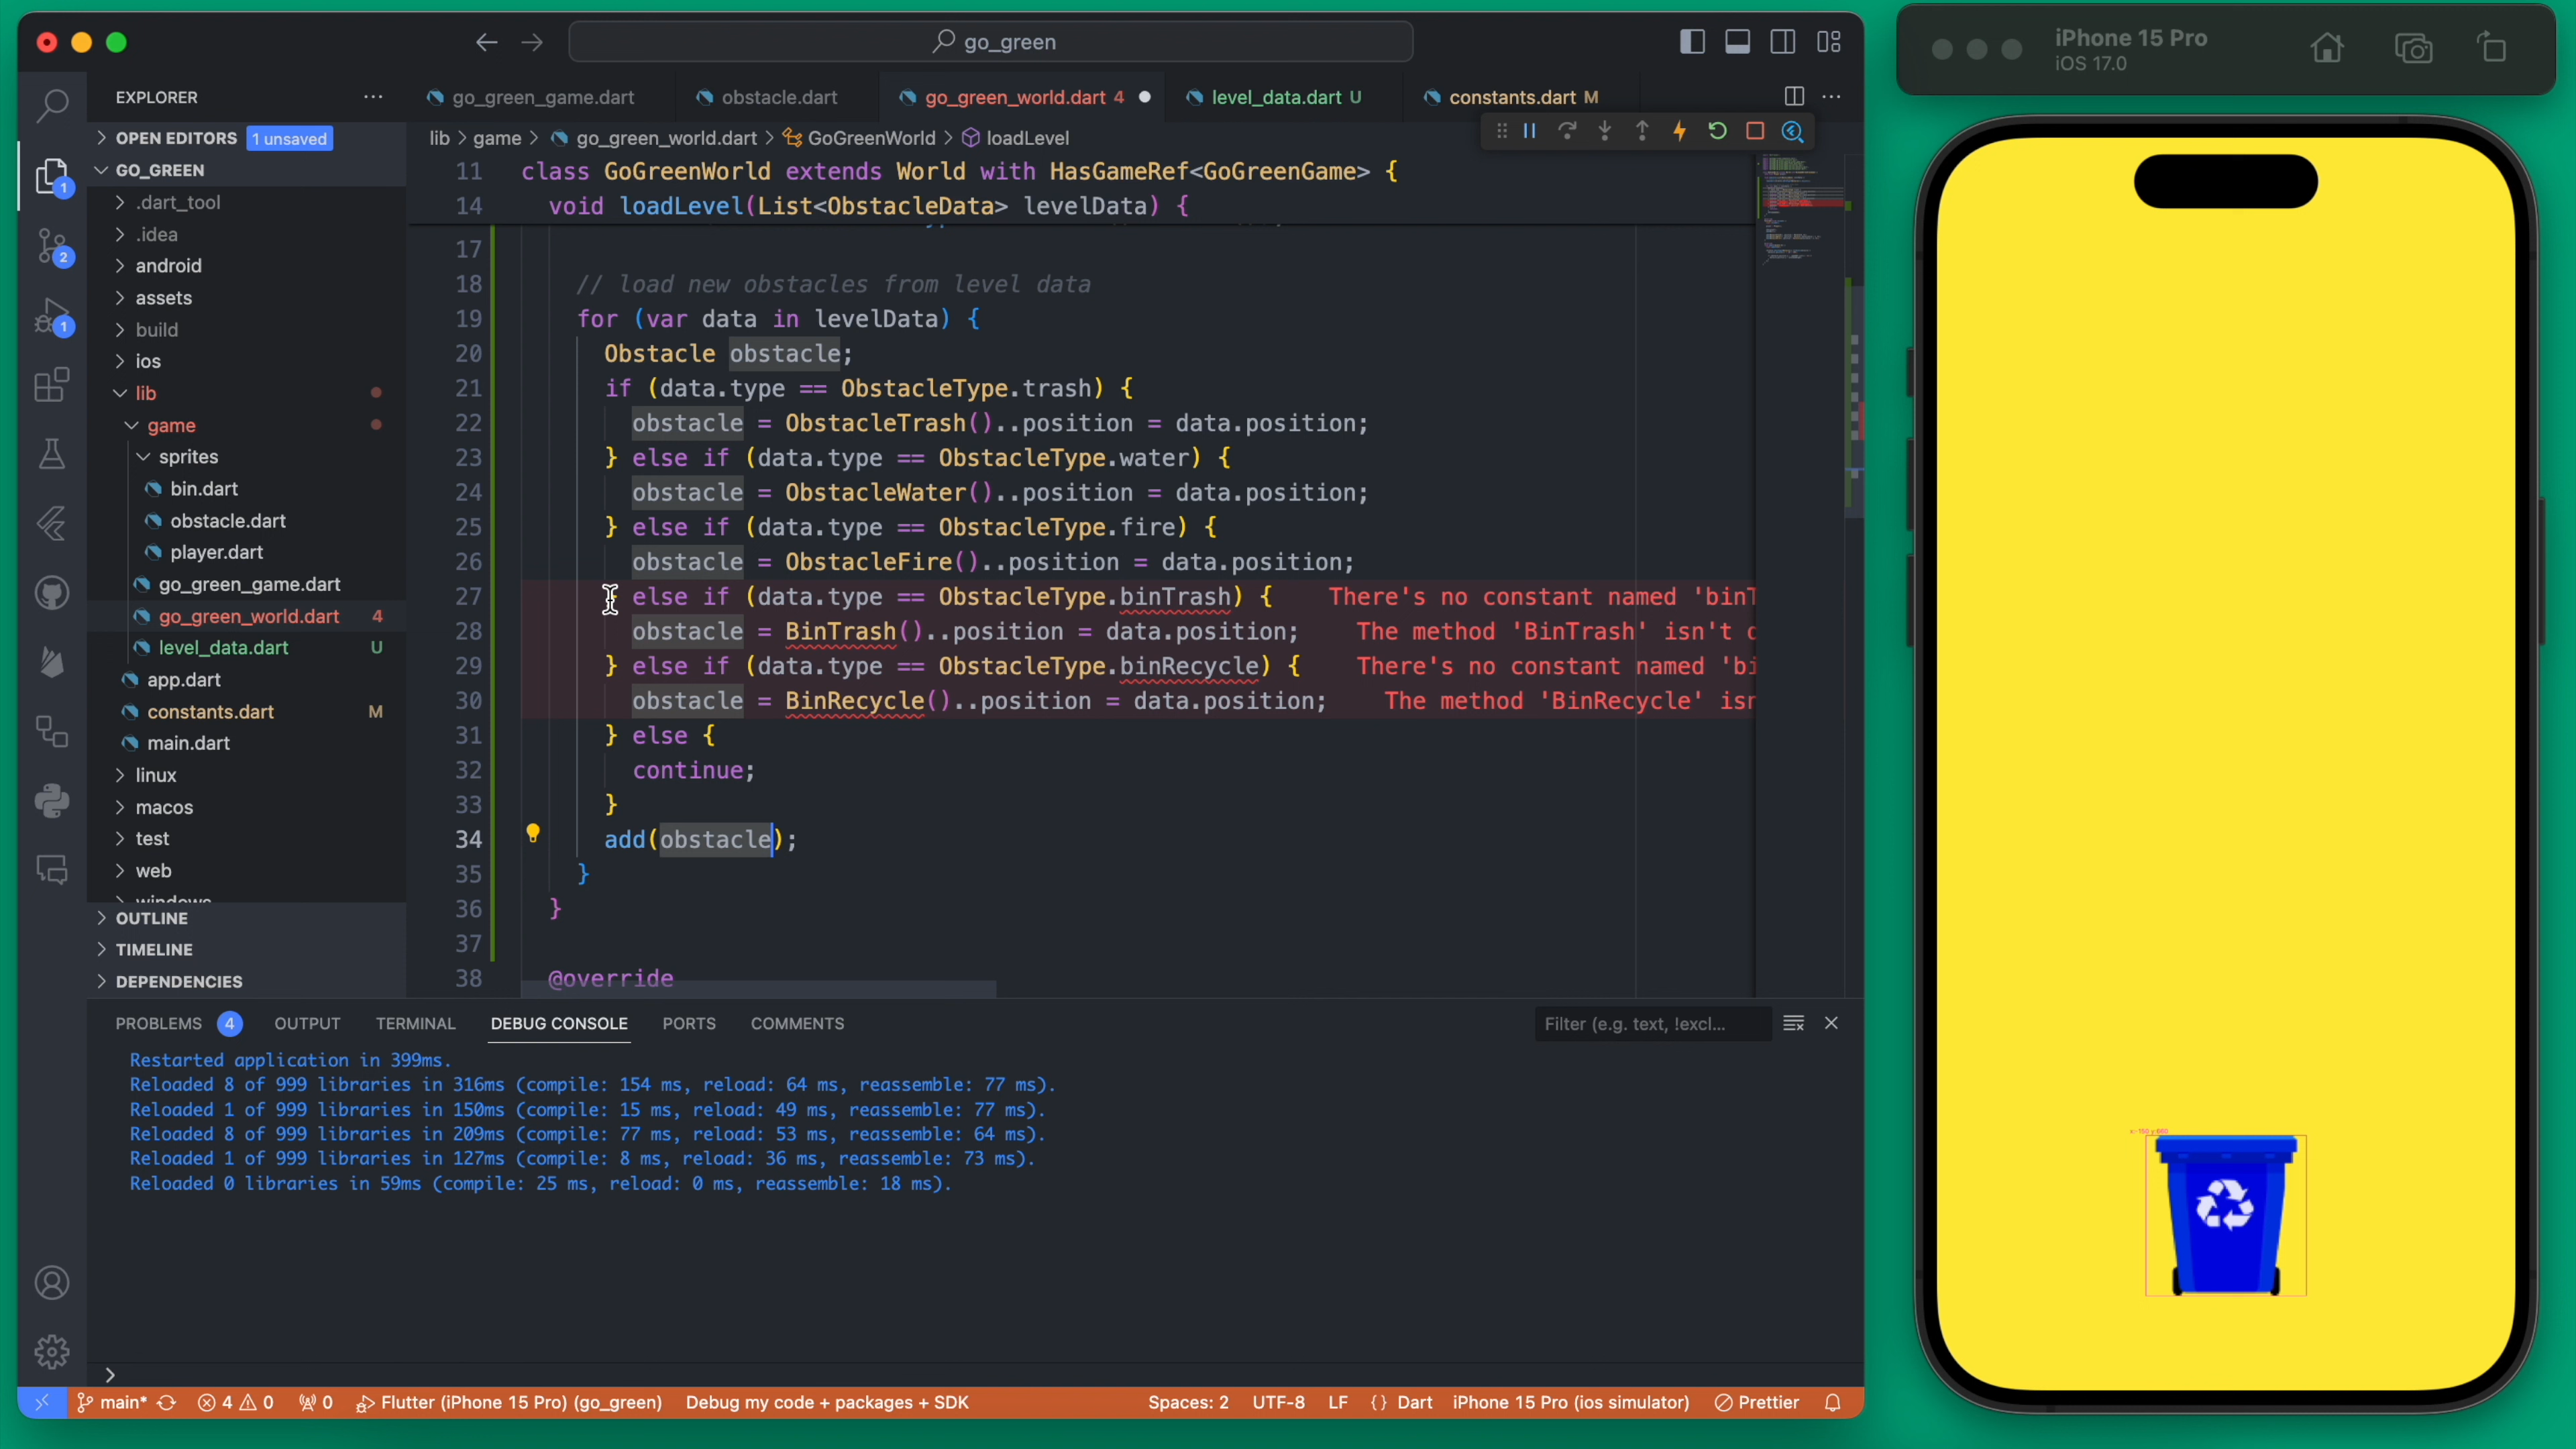 go_green
iPhone 15 Pro
iOS 17.0
EXPLORER
go_green_game.dart
obstacle.dart
go_green_world.dart 4
level_data.dart U
constants.dart M
OPEN EDITORS 1 unsaved
GO_GREEN
.dart_tool
.idea
android
assets
build
ios
lib
game
sprites
bin.dart
obstacle.dart
player.dart
go_green_game.dart
go_green_world.dart 4
level_data.dart U
app.dart
constants.dart M
main.dart
linux
macos
test
web
windows
OUTLINE
TIMELINE
DEPENDENCIES
1
2
1
lib > game > go_green_world.dart > GoGreenWorld > loadLevel
11 class GoGreenWorld extends World with HasGameRef<GoGreenGame> {
14 void loadLevel(List<ObstacleData> levelData) {
17
18 // load new obstacles from level data
19 for (var data in levelData) {
20 Obstacle obstacle;
21 if (data.type == ObstacleType.trash) {
22 obstacle = ObstacleTrash()..position = data.position;
23 } else if (data.type == ObstacleType.water) {
24 obstacle = ObstacleWater()..position = data.position;
25 } else if (data.type == ObstacleType.fire) {
26 obstacle = ObstacleFire()..position = data.position;
27 } else if (data.type == ObstacleType.binTrash) { There's no constant named 'binT
28 obstacle = BinTrash()..position = data.position; The method 'BinTrash' isn't
29 } else if (data.type == ObstacleType.binRecycle) { There's no constant named 'bi
30 obstacle = BinRecycle()..position = data.position; The method 'BinRecycle' isn
31 } else {
32 continue;
33 }
34 add(obstacle);
35 }
36 }
37
38 @override
PROBLEMS 4 OUTPUT TERMINAL DEBUG CONSOLE PORTS COMMENTS
Filter (e.g. text, !excl...
Restarted application in 399ms.
Reloaded 8 of 999 libraries in 316ms (compile: 154 ms, reload: 64 ms, reassemble: 77 ms).
Reloaded 1 of 999 libraries in 150ms (compile: 15 ms, reload: 49 ms, reassemble: 77 ms).
Reloaded 8 of 999 libraries in 209ms (compile: 77 ms, reload: 53 ms, reassemble: 64 ms).
Reloaded 1 of 999 libraries in 127ms (compile: 8 ms, reload: 36 ms, reassemble: 73 ms).
Reloaded 0 libraries in 59ms (compile: 25 ms, reload: 0 ms, reassemble: 18 ms).
main* 4 0 0 Flutter (iPhone 15 Pro) (go_green) Debug my code + packages + SDK
Spaces: 2 UTF-8 LF {} Dart iPhone 15 Pro (ios simulator) Prettier